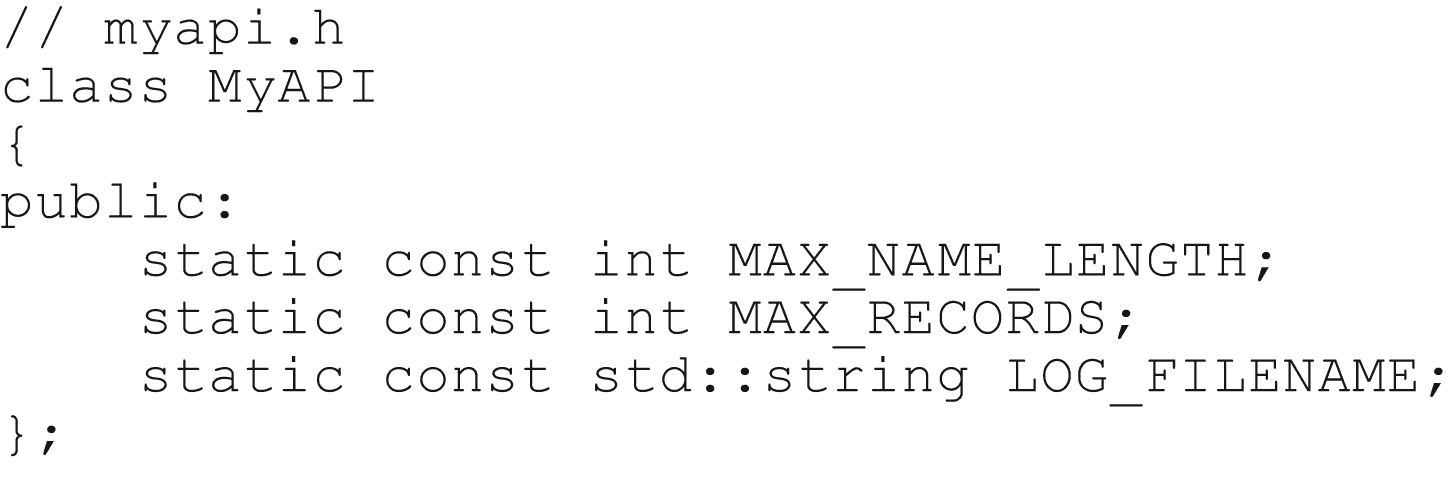 // myapi.h
class MyAPI
{
public:
    static const int MAX_NAME_LENGTH;
    static const int MAX_RECORDS;
    static const std::string LOG_FILENAME;
};